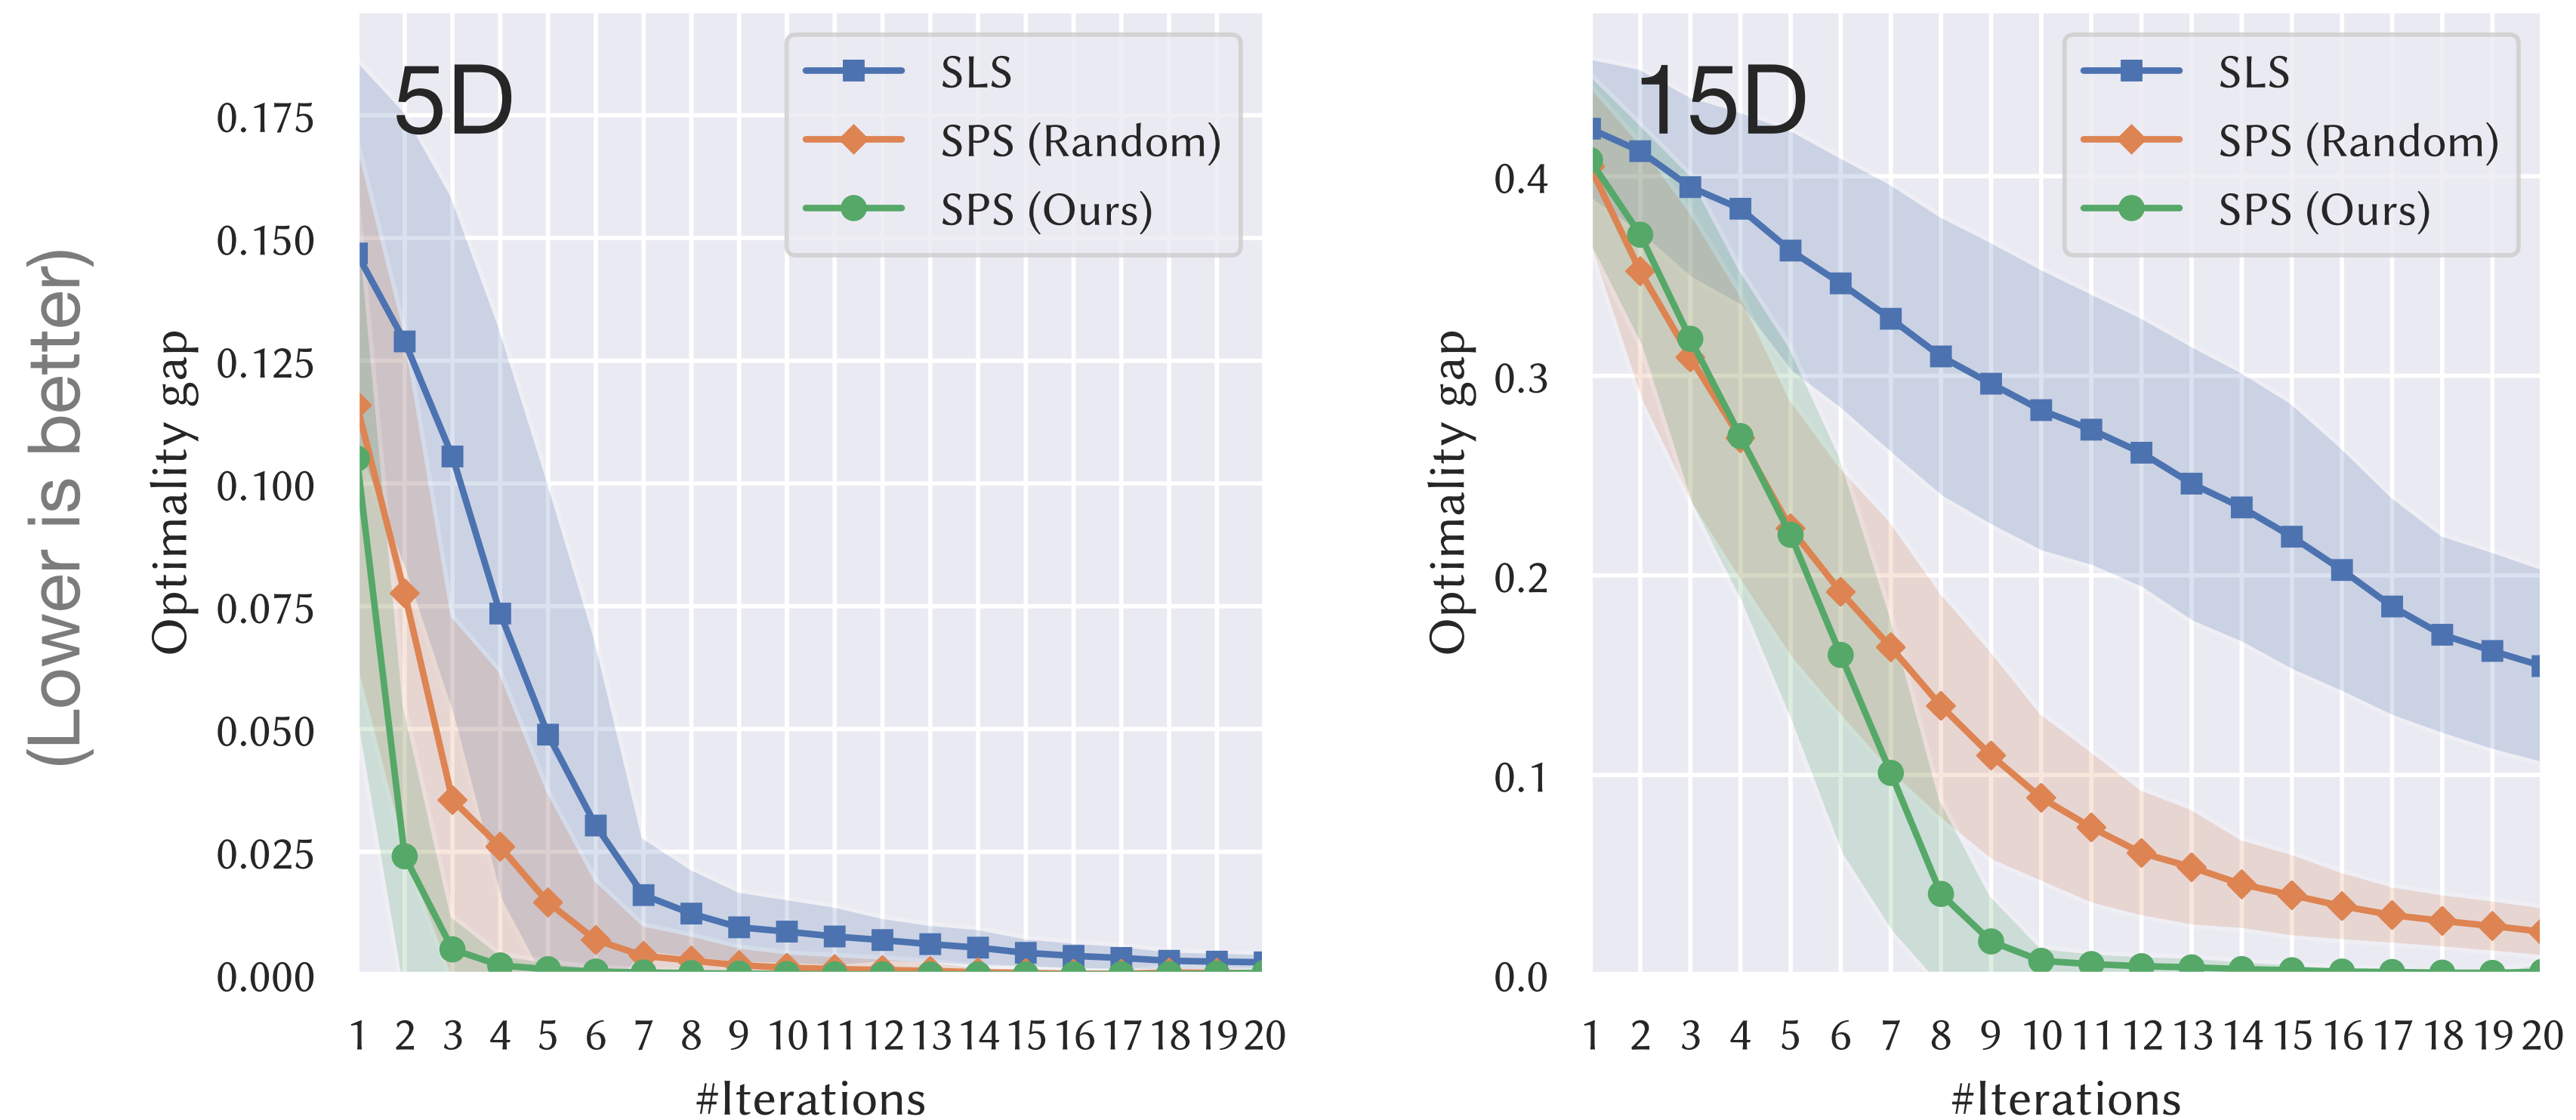 (Lower is better)
Optimality gap
0.175
0.150
0.125
0.100
0.075
0.050
0.025
0.000
5D
SLS
SPS (Random)
SPS (Ours)
1 2 3 4 5 6 7 8 9 10 11 12 13 14 15 16 17 18 19 20
#Iterations
Optimality gap
0.4
0.3
0.2
0.1
0.0
15D
SLS
SPS (Random)
SPS (Ours)
1 2 3 4 5 6 7 8 9 10 11 12 13 14 15 16 17 18 19 20
#Iterations